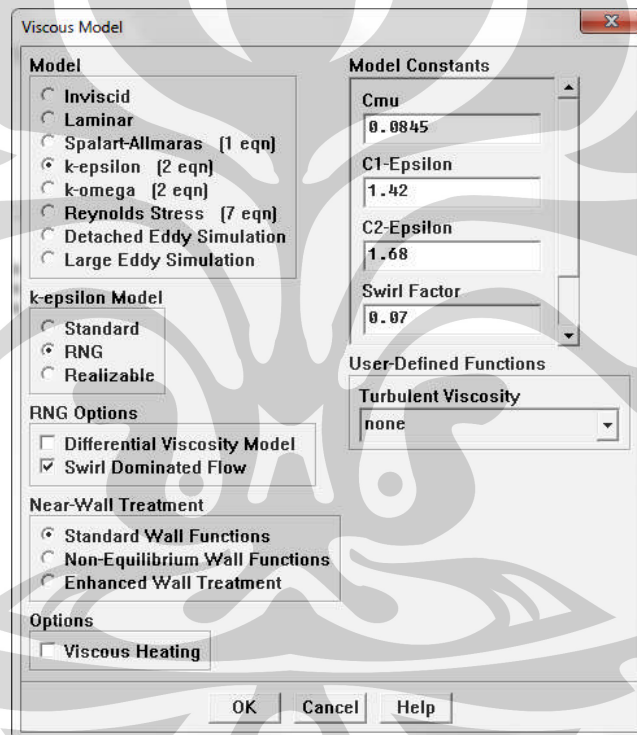 Viscous Model
Model
Inviscid
Laminar
Spalart-Allmaras (1 eqn)
k-epsilon (2 eqn)
k-omega (2 eqn)
Reynolds Stress (7 eqn)
Detached Eddy Simulation
Large Eddy Simulation
k-epsilon Model
Standard
RNG
Realizable
RNG Options
Differential Viscosity Model
Swirl Dominated Flow
Near-Wall Treatment
Standard Wall Functions
Non-Equilibrium Wall Functions
Enhanced Wall Treatment
Options
Viscous Heating
Model Constants
Cmu
0.0845
C1-Epsilon
1.42
C2-Epsilon
1.68
Swirl Factor
0.07
User-Defined Functions
Turbulent Viscosity
none
OK Cancel Help